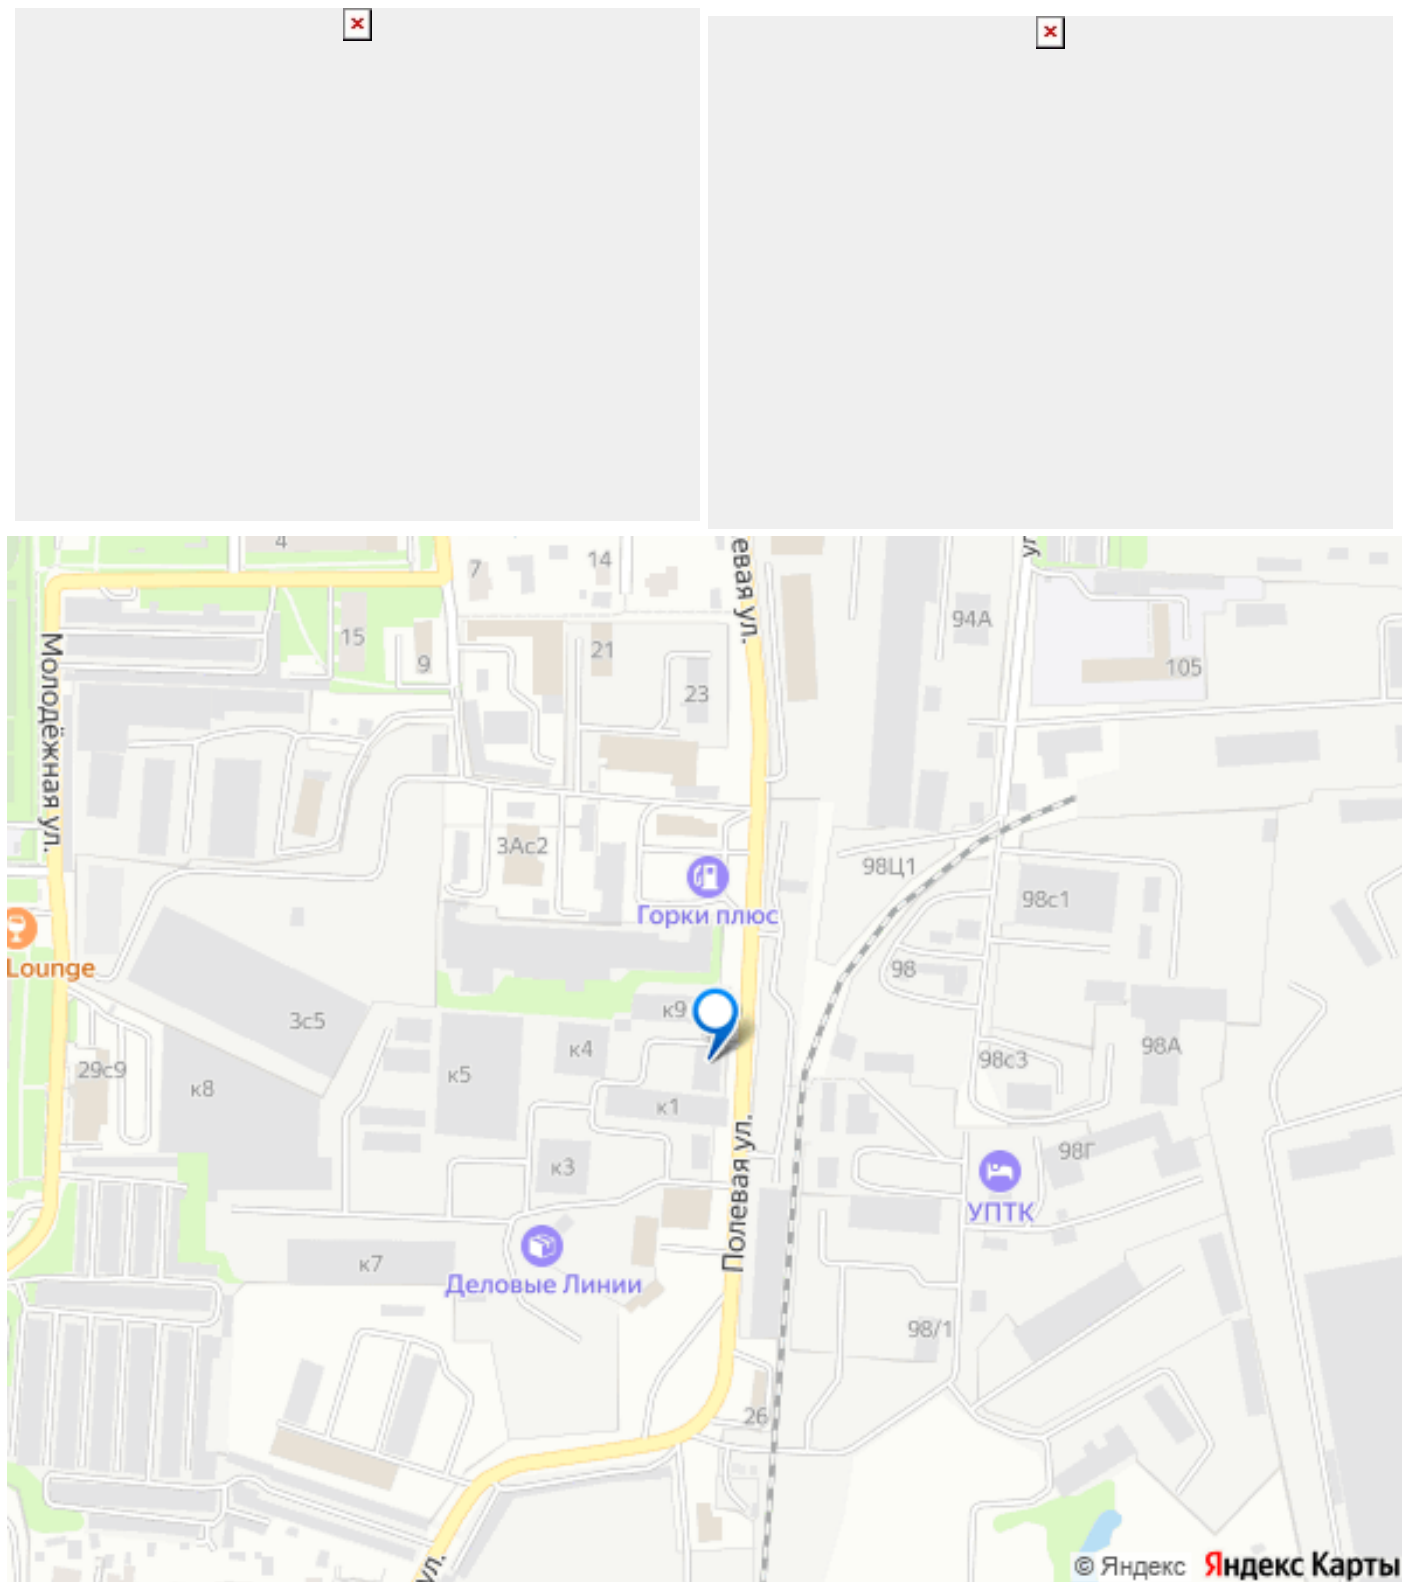 4
7
14
евая ул.
ул
94А
15
9
21
105
23
Молодёжная ул.
3Ас2
98Ц1
98с1
Горки плюс
Lounge
98
к9
3с5
к4
98А
98с3
29с9
к8
к5
к1
98Г
к3
Полевая ул.
УПТК
к7
Деловые Линии
98/1
26
ул.
© Яндекс Яндекс Карты